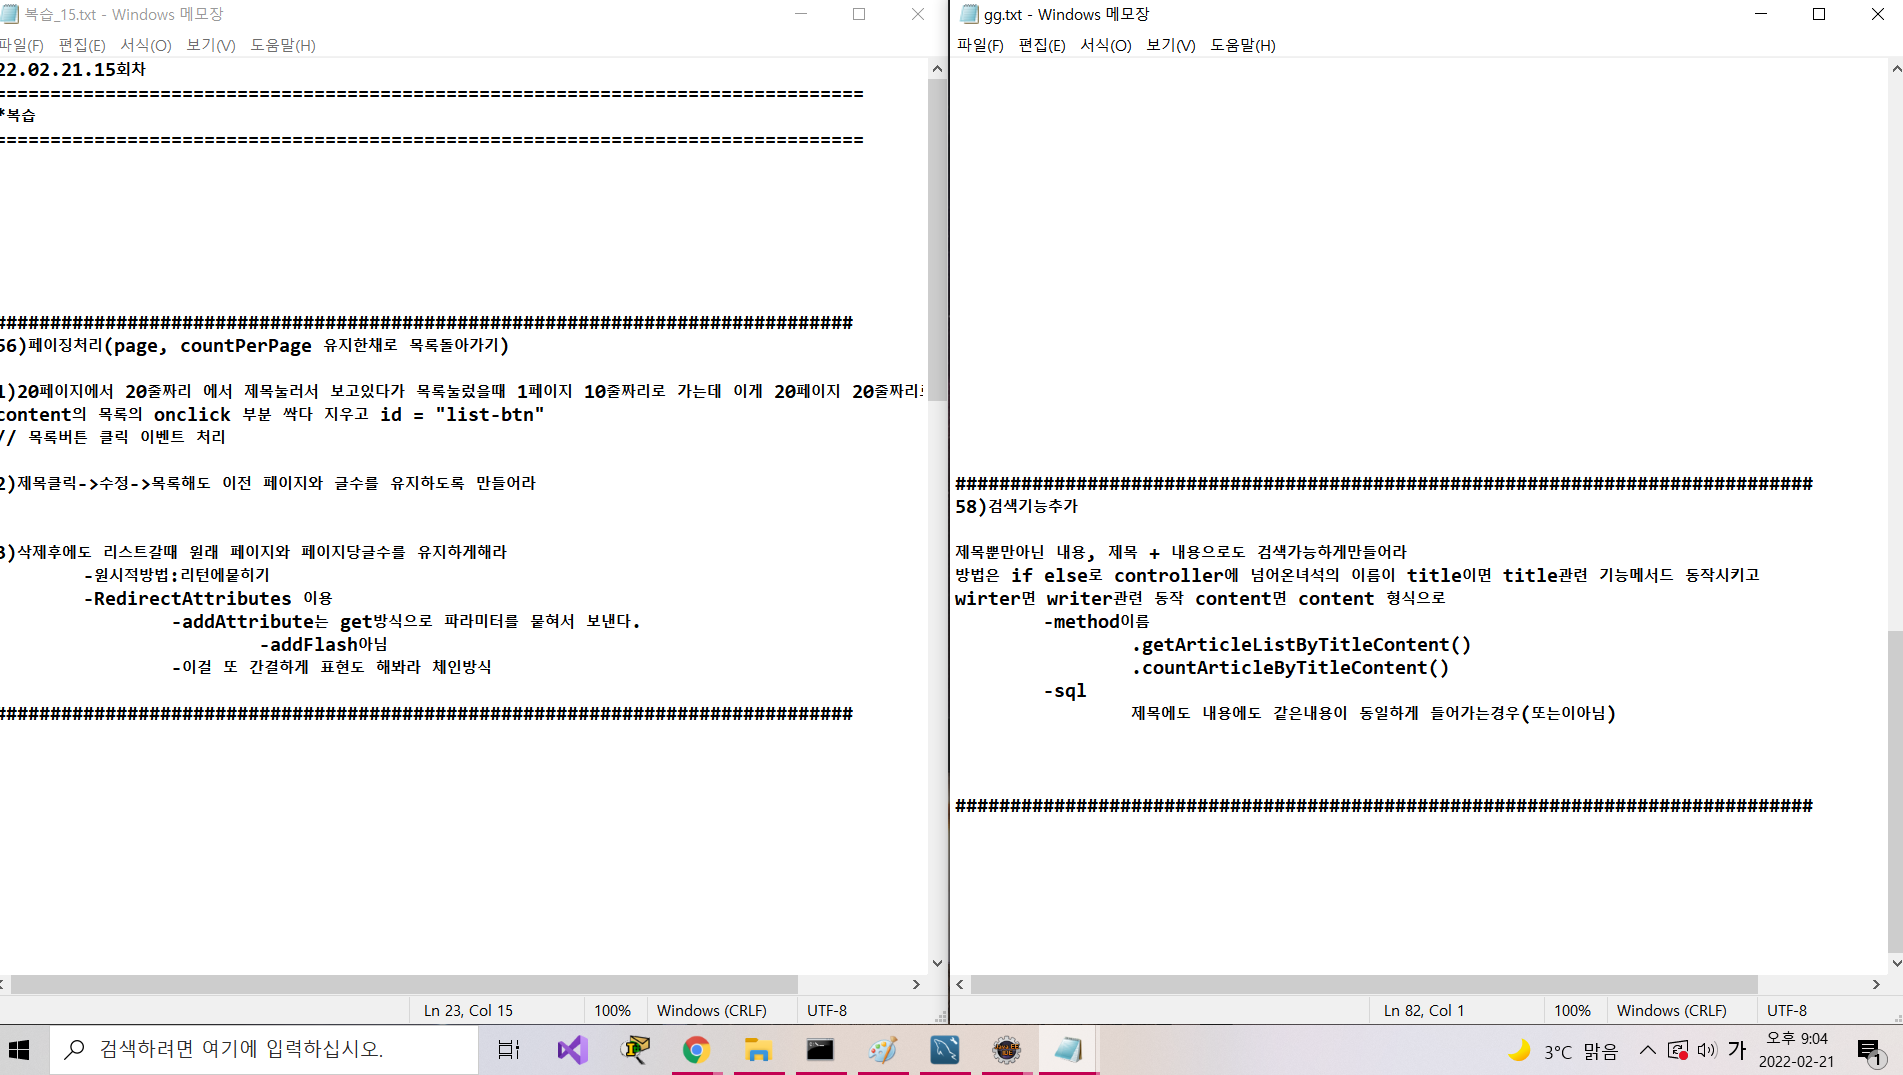 복습_15.txt - Windows 메모장
파일(F) 편집(E) 서식(O) 보기(V) 도움말(H)
22.02.21.15회차
==============================================================================
*복습
==============================================================================
##############################################################################
56)페이징처리(page, countPerPage 유지한채로 목록돌아가기)
1)20페이지에서 20줄짜리 에서 제목눌러서 보고있다가 목록눌렀을때 1페이지 10줄짜리로 가는데 이게 20페이지 20줄짜리
content의 목록의 onclick 부분 싹다 지우고 id = "list-btn"
// 목록버튼 클릭 이벤트 처리
2)제목클릭->수정->목록해도 이전 페이지와 글수를 유지하도록 만들어라
3)삭제후에도 리스트갈때 원래 페이지와 페이지당글수를 유지하게해라
-원시적방법:리턴에뭍히기
-RedirectAttributes 이용
-addAttribute는 get방식으로 파라미터를 뭍혀서 보낸다.
-addFlash아님
-이걸 또 간결하게 표현도 해봐라 체인방식
##############################################################################
Ln 23, Col 15 100% Windows (CRLF) UTF-8
gg.txt - Windows 메모장
파일(F) 편집(E) 서식(O) 보기(V) 도움말(H)
##############################################################################
58)검색기능추가
제목뿐만아닌 내용, 제목 + 내용으로도 검색가능하게만들어라
방법은 if else로 controller에 넘어온녀석의 이름이 title이면 title관련 기능메서드 동작시키고
wirter면 writer관련 동작 content면 content 형식으로
-method이름
.getArticleListByTitleContent()
.countArticleByTitleContent()
-sql
제목에도 내용에도 같은내용이 동일하게 들어가는경우(또는이아님)
##############################################################################
Ln 82, Col 1 100% Windows (CRLF) UTF-8
검색하려면 여기에 입력하십시오.
3°C 맑음
가
오후 9:04
2022-02-21
1